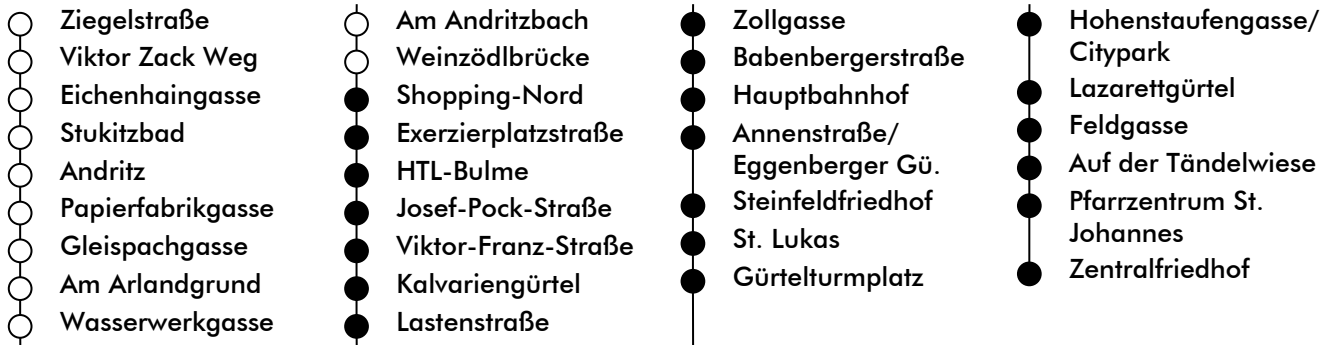 Ziegelstraße
Viktor Zack Weg
Eichenhaingasse
Stukitzbad
Andritz
Papierfabrikgasse
Gleispachgasse
Am Arlandgrund
Wasserwerkgasse
Am Andritzbach
Weinzödlbrücke
Shopping-Nord
Exerzierplatzstraße
HTL-Bulme
Josef-Pock-Straße
Viktor-Franz-Straße
Kalvariengürtel
Lastenstraße
Zollgasse
Babenbergerstraße
Hauptbahnhof
Annenstraße/
Eggenberger Gü.
Steinfeldfriedhof
St. Lukas
Gürtelturmplatz
Hohenstaufengasse/
Citypark
Lazarettgürtel
Feldgasse
Auf der Tändelwiese
Pfarrzentrum St.
Johannes
Zentralfriedhof